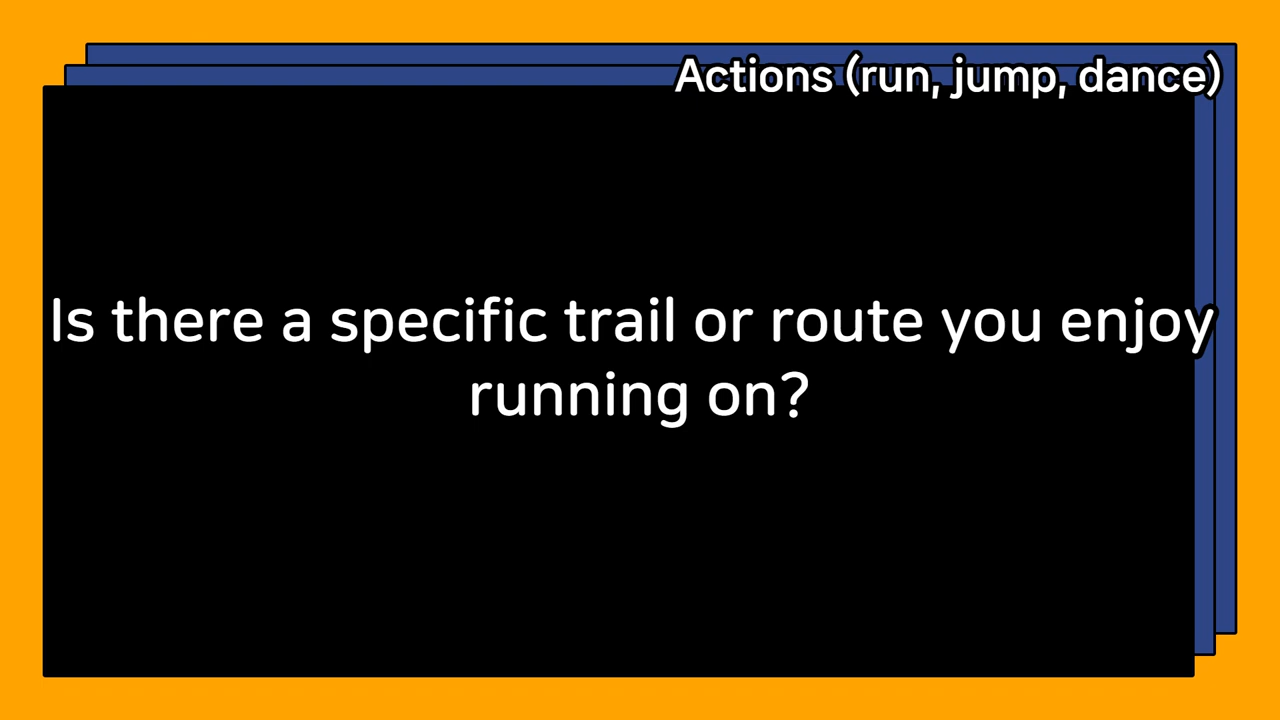 Actions (run, jump, dance)
Is there a specific trail or route you enjoy
running on?